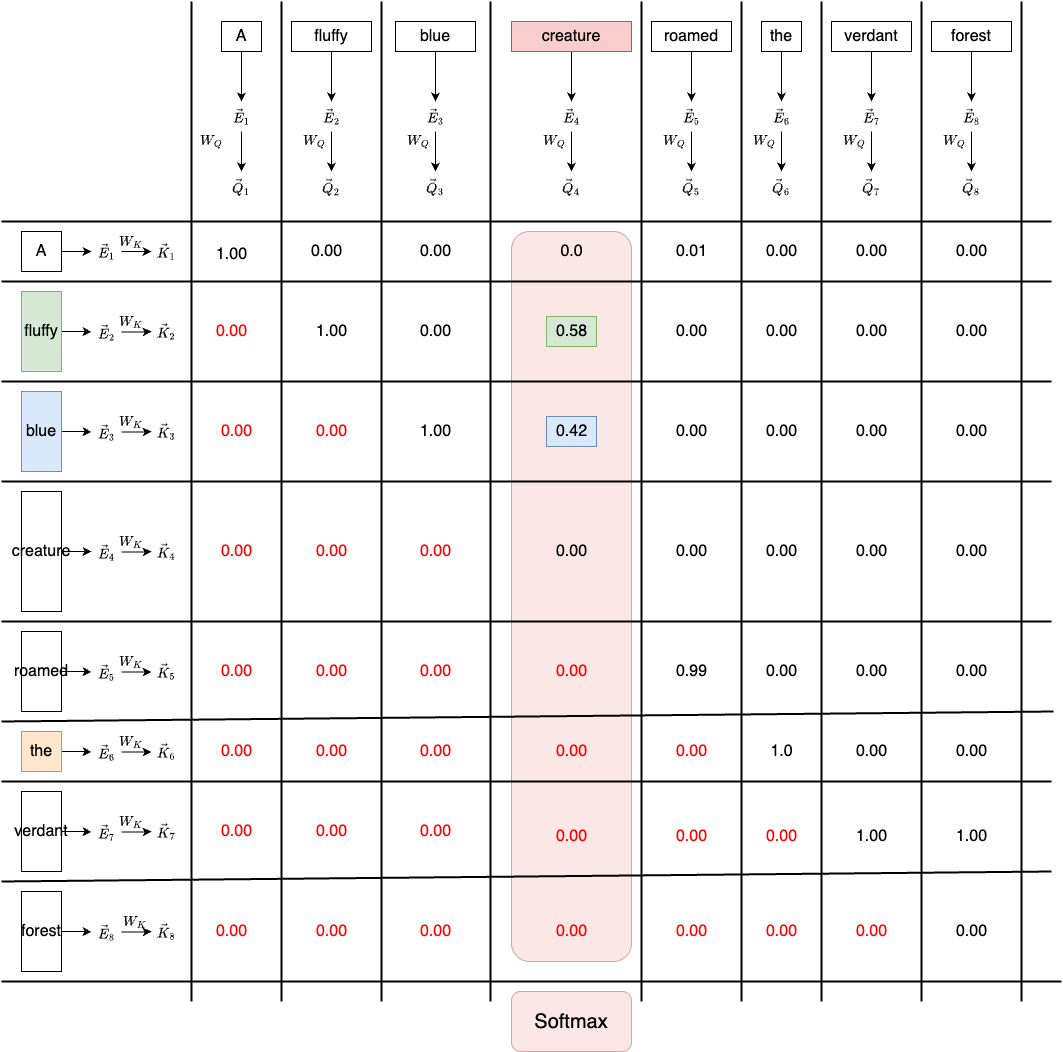 A fluffy blue creature roamed the verdant forest
$\vec{E}_1$ $\vec{E}_2$ $\vec{E}_3$ $\vec{E}_4$ $\vec{E}_5$ $\vec{E}_6$ $\vec{E}_7$ $\vec{E}_8$
$W_Q$ $W_Q$ $W_Q$ $W_Q$ $W_Q$ $W_Q$ $W_Q$ $W_Q$
$\vec{Q}_1$ $\vec{Q}_2$ $\vec{Q}_3$ $\vec{Q}_4$ $\vec{Q}_5$ $\vec{Q}_6$ $\vec{Q}_7$ $\vec{Q}_8$
A $\vec{E}_1$ $W_K$ $\vec{K}_1$ 1.00 0.00 0.00 0.0 0.01 0.00 0.00 0.00
fluffy $\vec{E}_2$ $W_K$ $\vec{K}_2$ 0.00 1.00 0.00 0.58 0.00 0.00 0.00 0.00
blue $\vec{E}_3$ $W_K$ $\vec{K}_3$ 0.00 0.00 1.00 0.42 0.00 0.00 0.00 0.00
creature $\vec{E}_4$ $W_K$ $\vec{K}_4$ 0.00 0.00 0.00 0.00 0.00 0.00 0.00 0.00
roamed $\vec{E}_5$ $W_K$ $\vec{K}_5$ 0.00 0.00 0.00 0.00 0.99 0.00 0.00 0.00
the $\vec{E}_6$ $W_K$ $\vec{K}_6$ 0.00 0.00 0.00 0.00 0.00 1.0 0.00 0.00
verdant $\vec{E}_7$ $W_K$ $\vec{K}_7$ 0.00 0.00 0.00 0.00 0.00 0.00 1.00 1.00
forest $\vec{E}_8$ $W_K$ $\vec{K}_8$ 0.00 0.00 0.00 0.00 0.00 0.00 0.00 0.00
Softmax